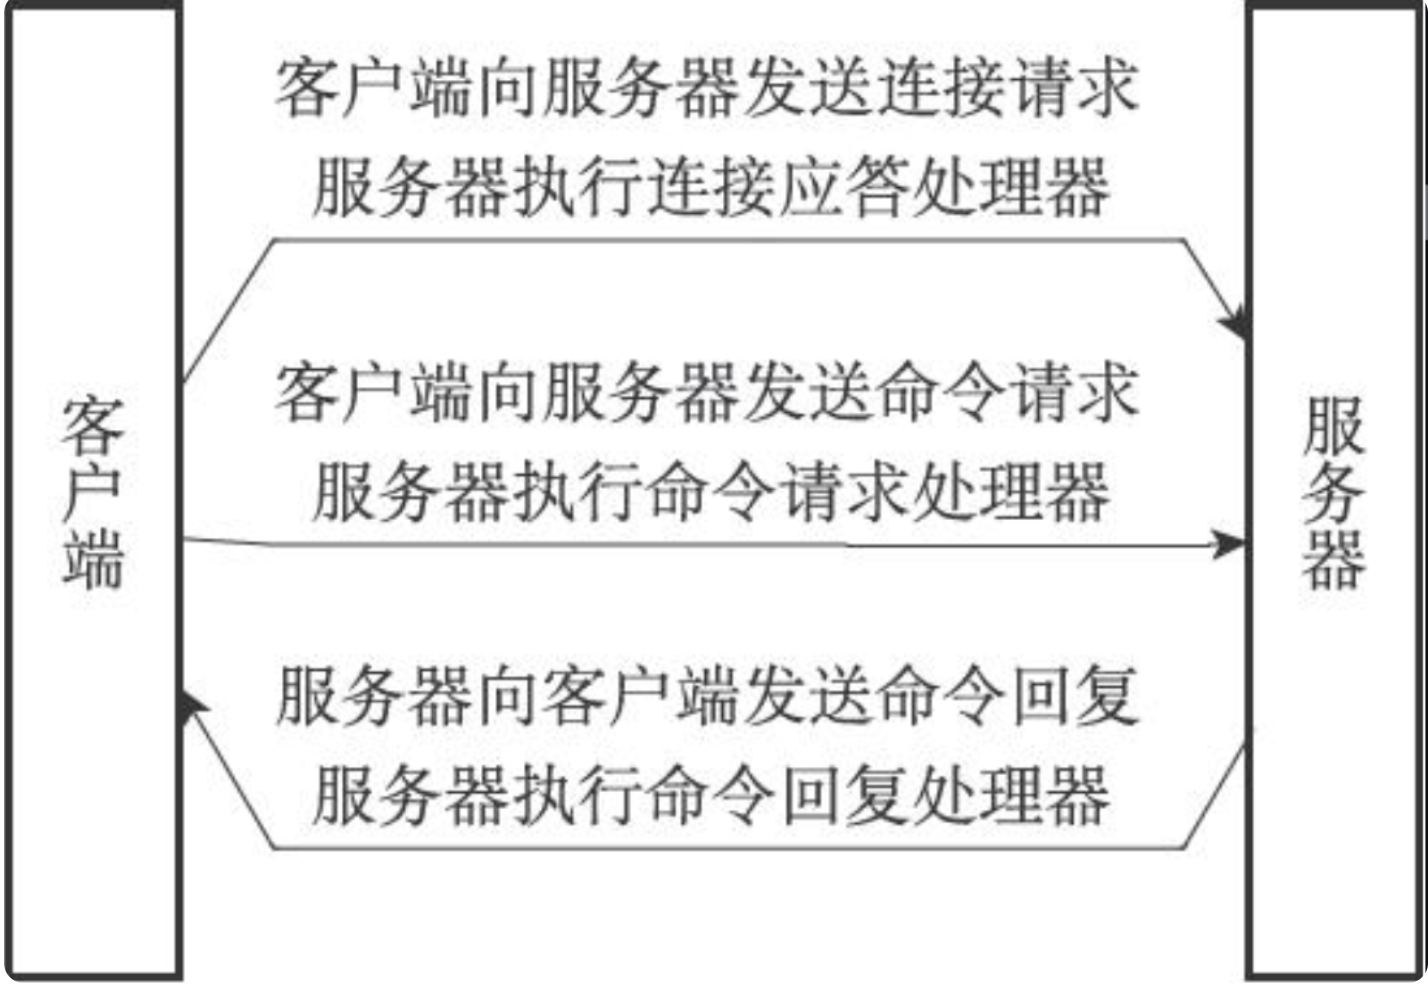 客户端向服务器发送连接请求
服务器执行连接应答处理器
客户端向服务器发送命令请求
服务器执行命令请求处理器
客户端
服务器
服务器向客户端发送命令回复
服务器执行命令回复处理器